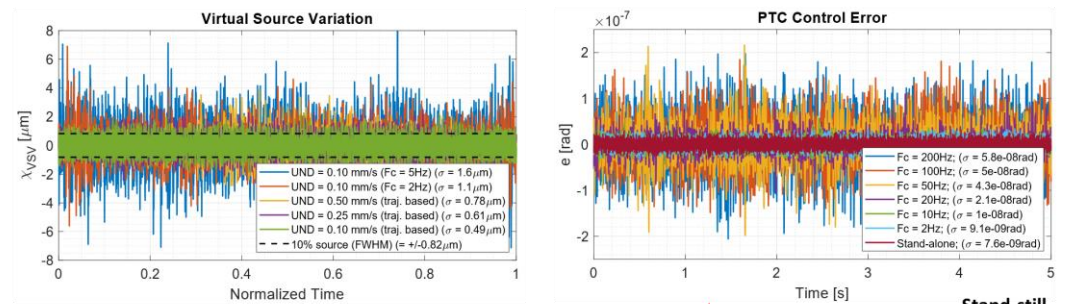 Virtual Source Variation
8
6
4
2
0
-2
-4
-6
-8
χVSV [μm]
UND = 0.10 mm/s (Fc = 5Hz) (σ = 1.6μm)
UND = 0.10 mm/s (Fc = 2Hz) (σ = 1.1μm)
UND = 0.50 mm/s (traj. based) (σ = 0.78μm)
UND = 0.25 mm/s (traj. based) (σ = 0.61μm)
UND = 0.10 mm/s (traj. based) (σ = 0.49μm)
10% source (FWHM) (= +/-0.82μm)
0 0.2 0.4 0.6 0.8 1
Normalized Time
PTC Control Error
×10⁻⁷
2
1
0
-1
-2
e [rad]
Fc = 200Hz; (σ = 5.8e-08rad)
Fc = 100Hz; (σ = 5e-08rad)
Fc = 50Hz; (σ = 4.3e-08rad)
Fc = 20Hz; (σ = 2.1e-08rad)
Fc = 10Hz; (σ = 1e-08rad)
Fc = 2Hz; (σ = 9.1e-09rad)
Stand-alone; (σ = 7.6e-09rad)
0 1 2 3 4 5
Time [s]
Stand-still